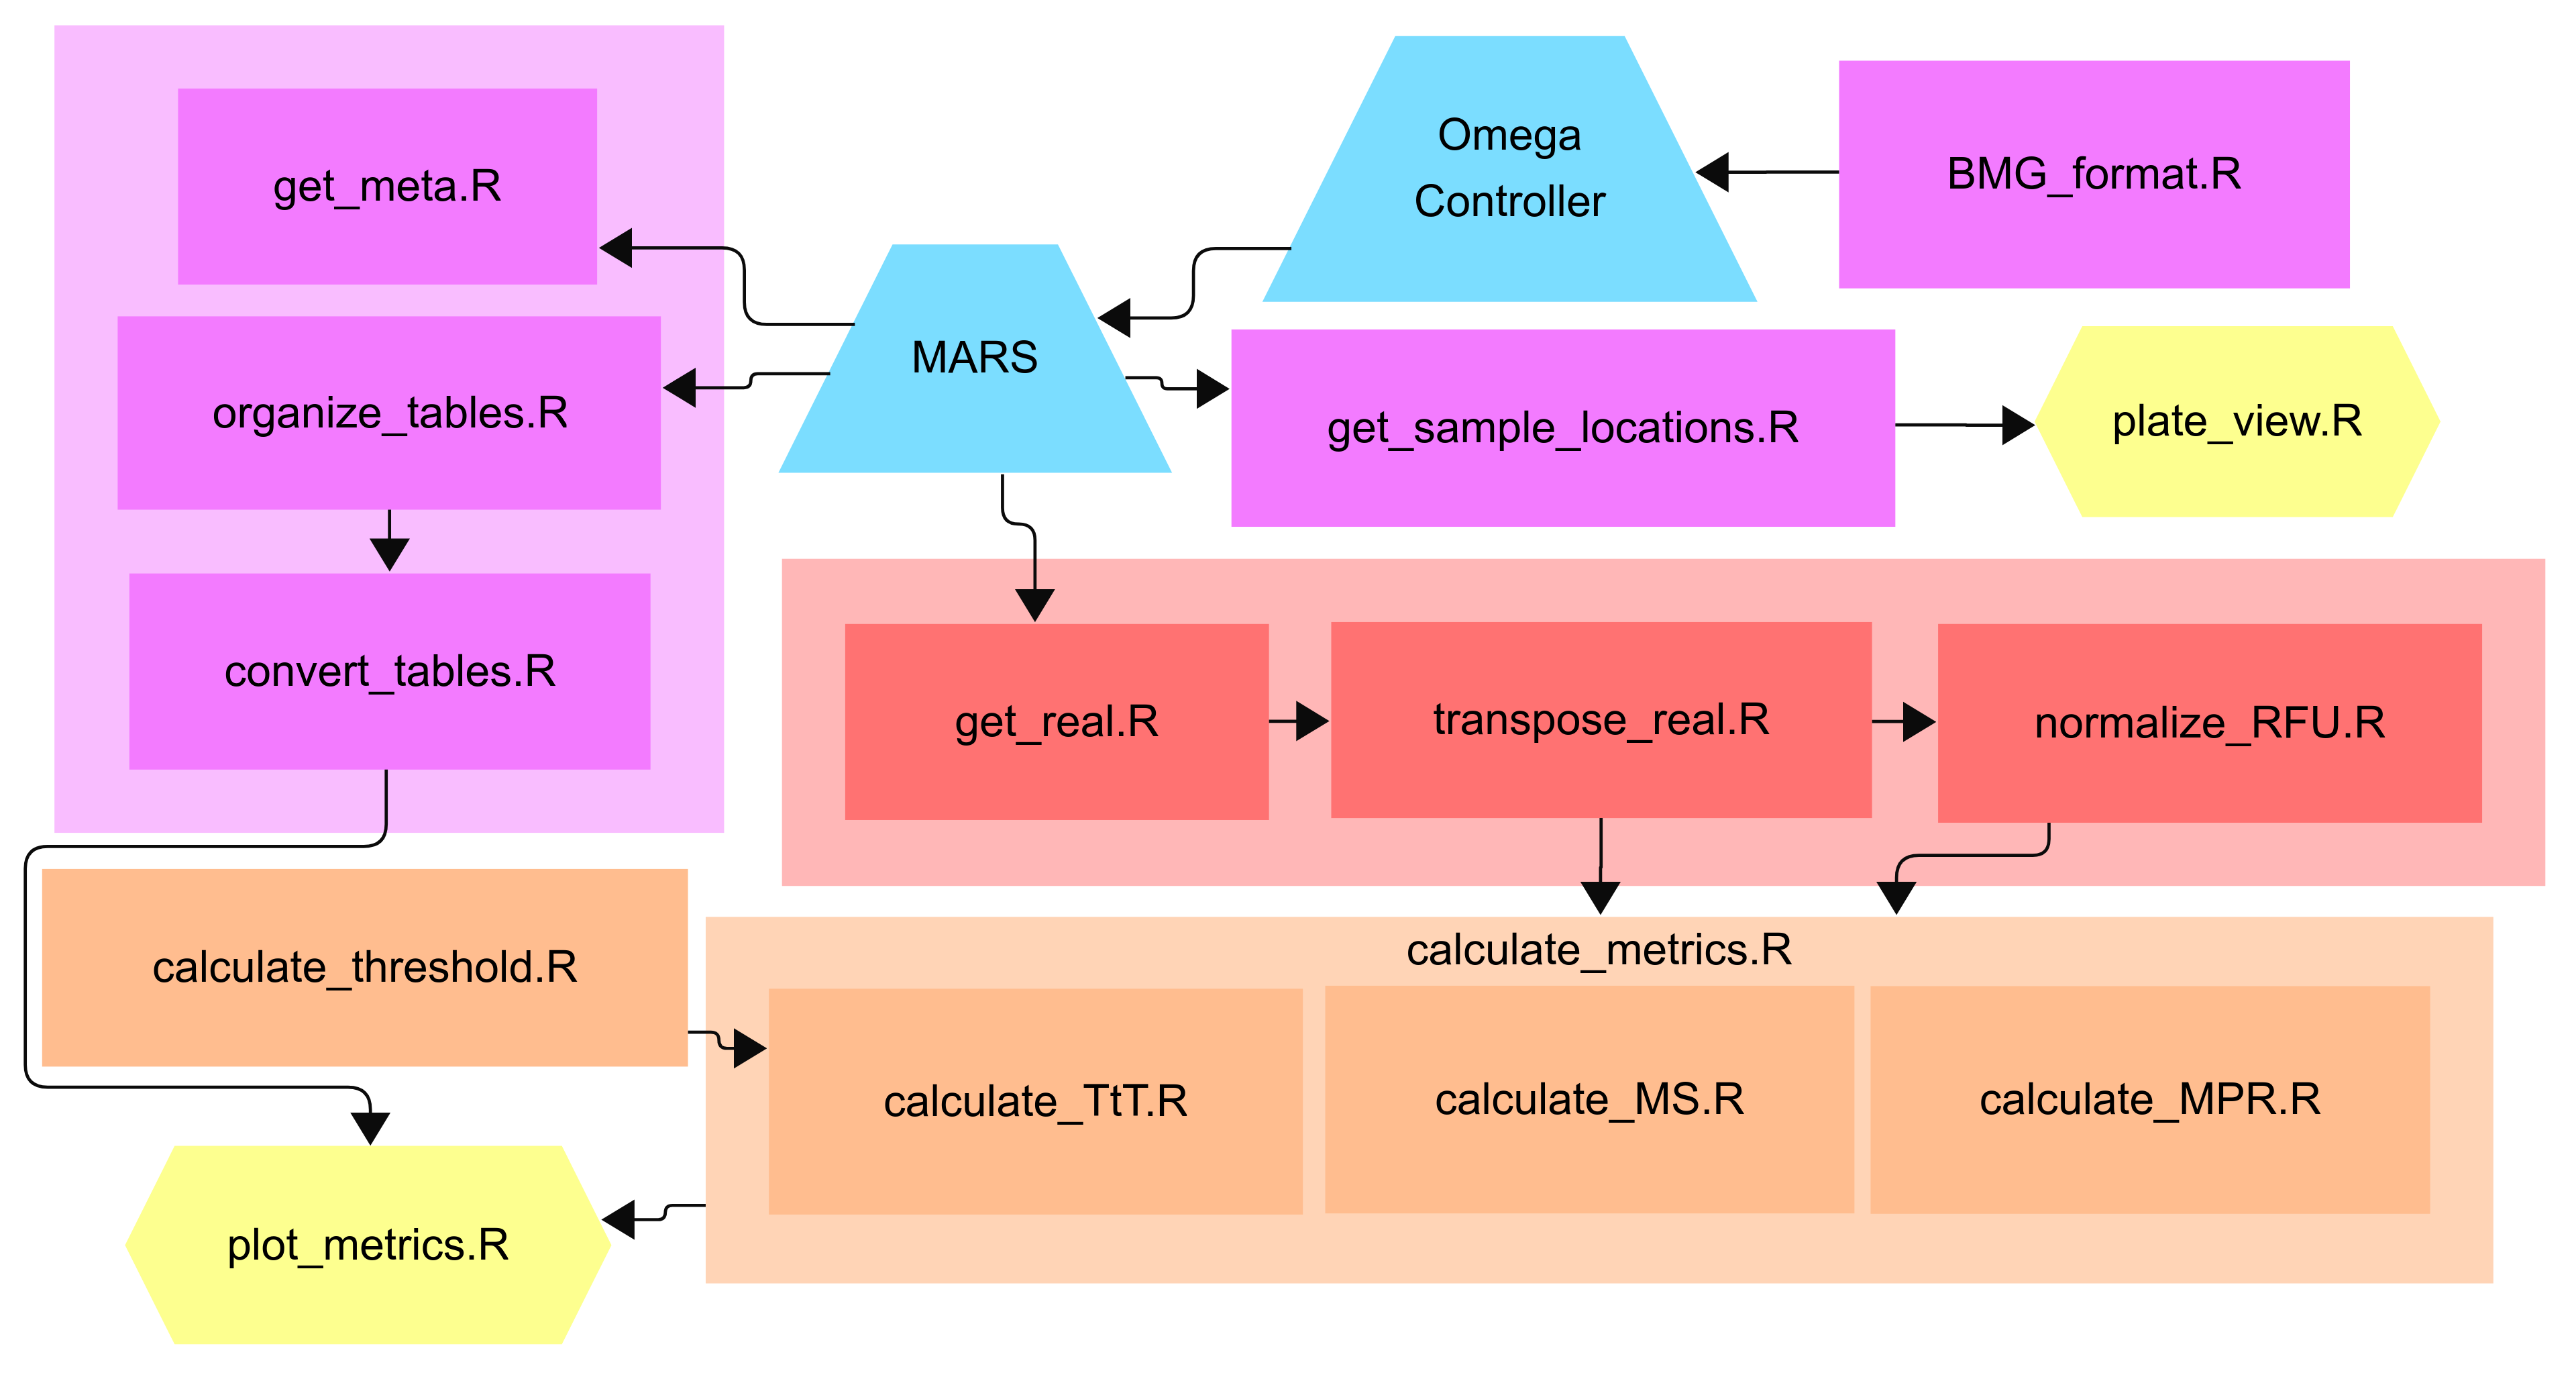 get_meta.R
Omega
Controller
BMG_format.R
MARS
organize_tables.R
get_sample_locations.R
plate_view.R
convert_tables.R
get_real.R
transpose_real.R
normalize_RFU.R
calculate_threshold.R
calculate_metrics.R
calculate_TtT.R
calculate_MS.R
calculate_MPR.R
plot_metrics.R